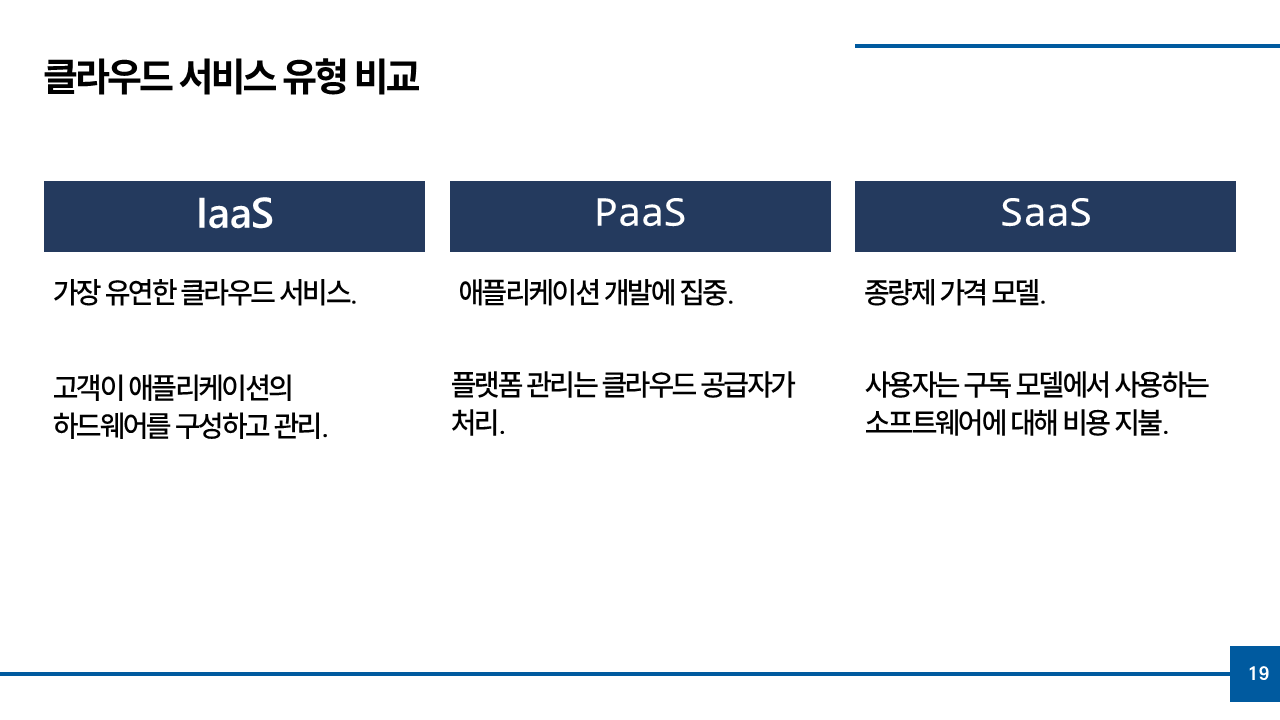 클라우드 서비스 유형 비교
IaaS
가장 유연한 클라우드 서비스.
고객이 애플리케이션의
하드웨어를 구성하고 관리.
PaaS
애플리케이션 개발에 집중.
플랫폼 관리는 클라우드 공급자가
처리.
SaaS
종량제 가격 모델.
사용자는 구독 모델에서 사용하는
소프트웨어에 대해 비용 지불.
19